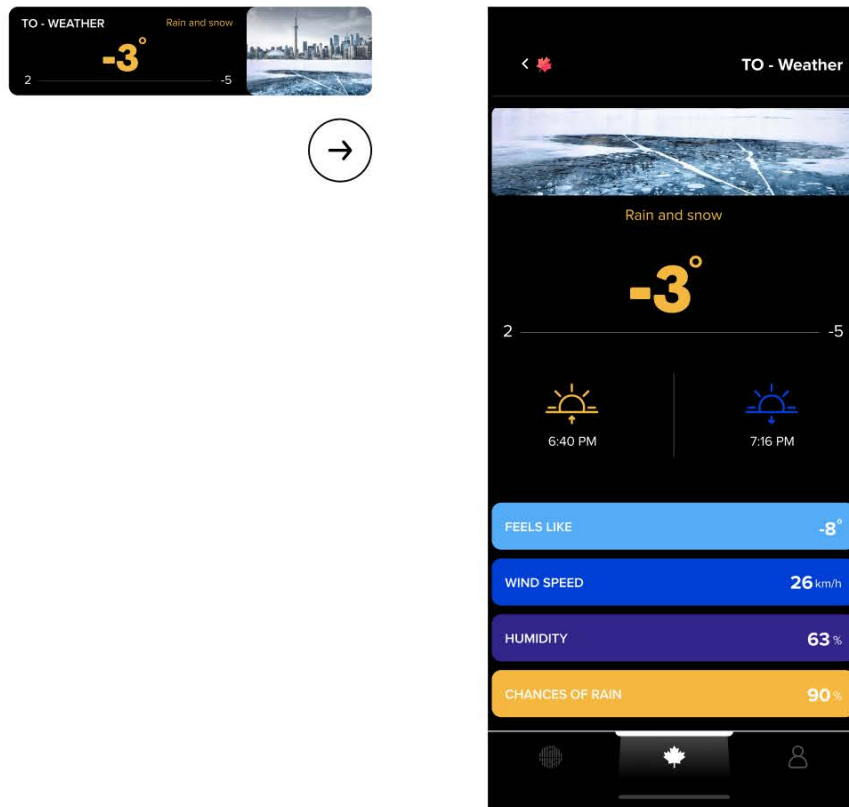 TO - WEATHER Rain and snow
-3°
2 -5
TO - Weather
Rain and snow
-3°
2 -5
6:40 PM 7:16 PM
FEELS LIKE -8°
WIND SPEED 26 km/h
HUMIDITY 63 %
CHANCES OF RAIN 90 %